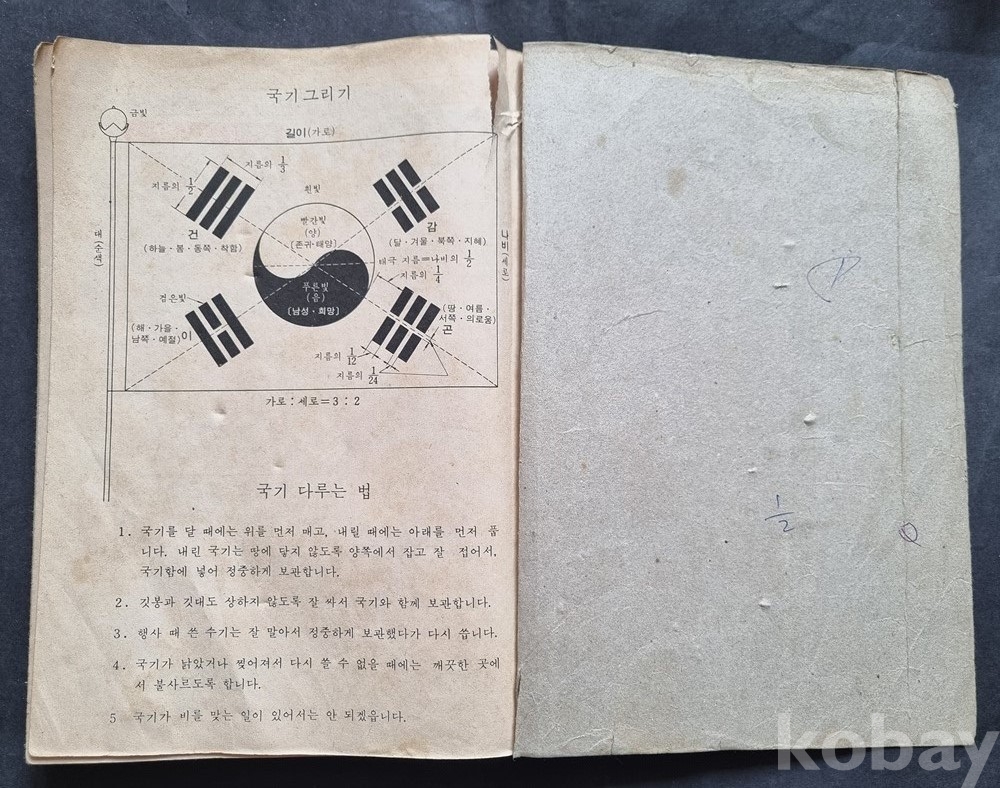 국기그리기
금빛
길이(가로)
지름의 1/3
지름의 1/2
흰빛
빨간빛
(양)
[존귀·태양]
건
(하늘·봄·동쪽·착함)
감
(달·겨울·북쪽·지혜)
대(순색)
나비(세로)
태극 지름=나비의 1/2
지름의 1/4
푸른빛
(음)
[남성·희망]
검은빛
(해·가을·
남쪽·예절)
이
(땅·여름·
서쪽·의로움)
곤
지름의 1/12
지름의 1/24
가로:세로=3:2
국기 다루는 법
1. 국기를 달 때에는 위를 먼저 매고, 내릴 때에는 아래를 먼저 풉
니다. 내린 국기는 땅에 닿지 않도록 양쪽에서 잡고 잘 접어서,
국기함에 넣어 정중하게 보관합니다.
2. 깃봉과 깃대도 상하지 않도록 잘 싸서 국기와 함께 보관합니다.
3. 행사 때 쓴 수기는 잘 말아서 정중하게 보관했다가 다시 씁니다.
4. 국기가 낡았거나 찢어져서 다시 쓸 수 없을 때에는 깨끗한 곳에
서 불사르도록 합니다.
5 국기가 비를 맞는 일이 있어서는 안 되겠읍니다.
1/2
kobay